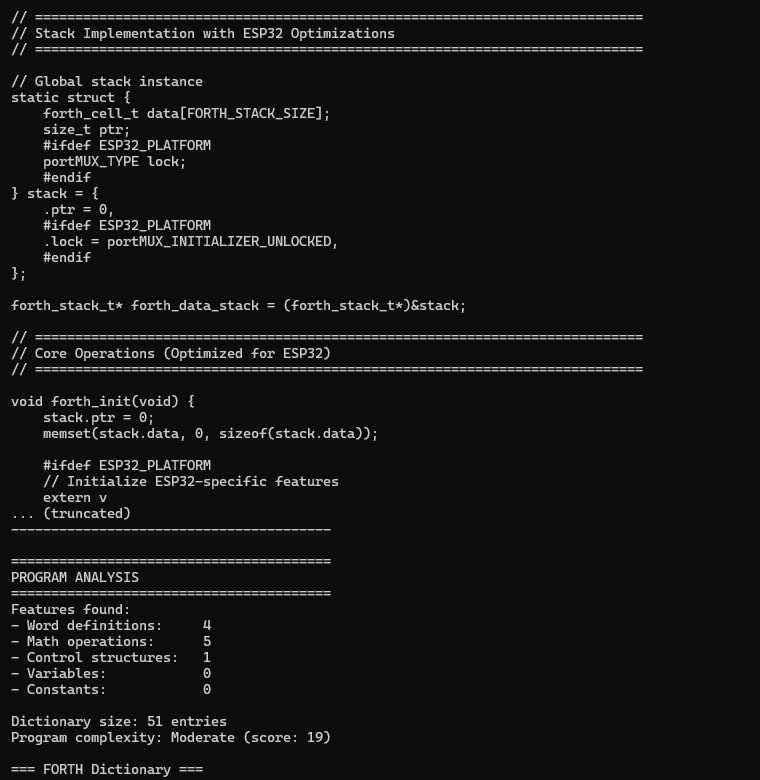 // ============================================================================
// Stack Implementation with ESP32 Optimizations
// ============================================================================

// Global stack instance
static struct {
    forth_cell_t data[FORTH_STACK_SIZE];
    size_t ptr;
    #ifdef ESP32_PLATFORM
    portMUX_TYPE lock;
    #endif
} stack = {
    .ptr = 0,
    #ifdef ESP32_PLATFORM
    .lock = portMUX_INITIALIZER_UNLOCKED,
    #endif
};

forth_stack_t* forth_data_stack = (forth_stack_t*)&stack;

// ============================================================================
// Core Operations (Optimized for ESP32)
// ============================================================================

void forth_init(void) {
    stack.ptr = 0;
    memset(stack.data, 0, sizeof(stack.data));

    #ifdef ESP32_PLATFORM
    // Initialize ESP32-specific features
    extern v
... (truncated)
----------------------------------------

========================================
PROGRAM ANALYSIS
========================================
Features found:
- Word definitions:     4
- Math operations:      5
- Control structures:   1
- Variables:            0
- Constants:            0

Dictionary size: 51 entries
Program complexity: Moderate (score: 19)

=== FORTH Dictionary ===